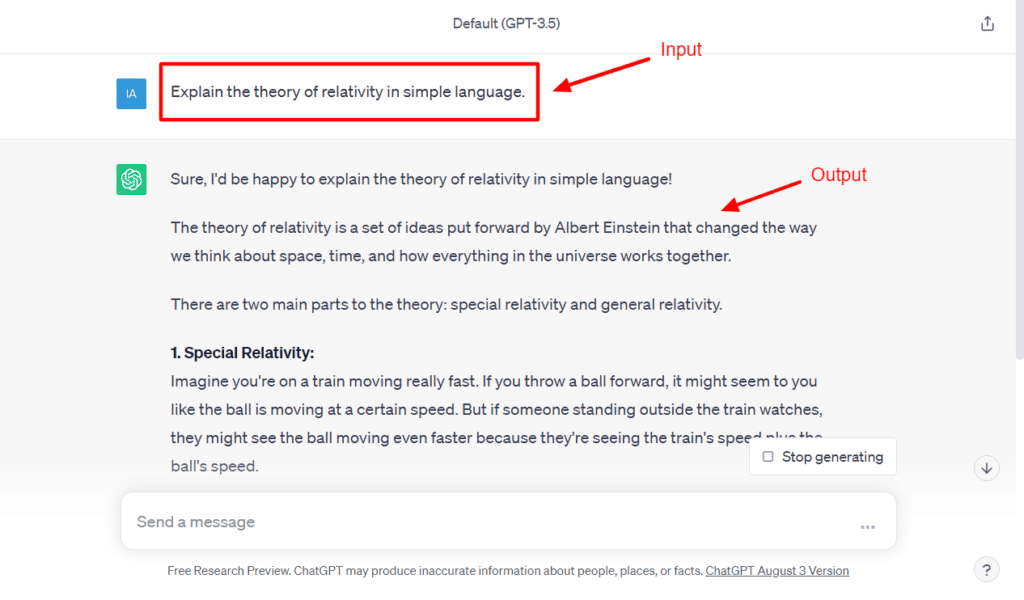 Default (GPT-3.5)
Input
IA
Explain the theory of relativity in simple language.
Sure, I'd be happy to explain the theory of relativity in simple language!
Output
The theory of relativity is a set of ideas put forward by Albert Einstein that changed the way
we think about space, time, and how everything in the universe works together.
There are two main parts to the theory: special relativity and general relativity.
1. Special Relativity:
Imagine you're on a train moving really fast. If you throw a ball forward, it might seem to you
like the ball is moving at a certain speed. But if someone standing outside the train watches,
they might see the ball moving even faster because they're seeing the train's speed plus the
ball's speed.
Stop generating
Send a message
...
Free Research Preview. ChatGPT may produce inaccurate information about people, places, or facts. ChatGPT August 3 Version
?